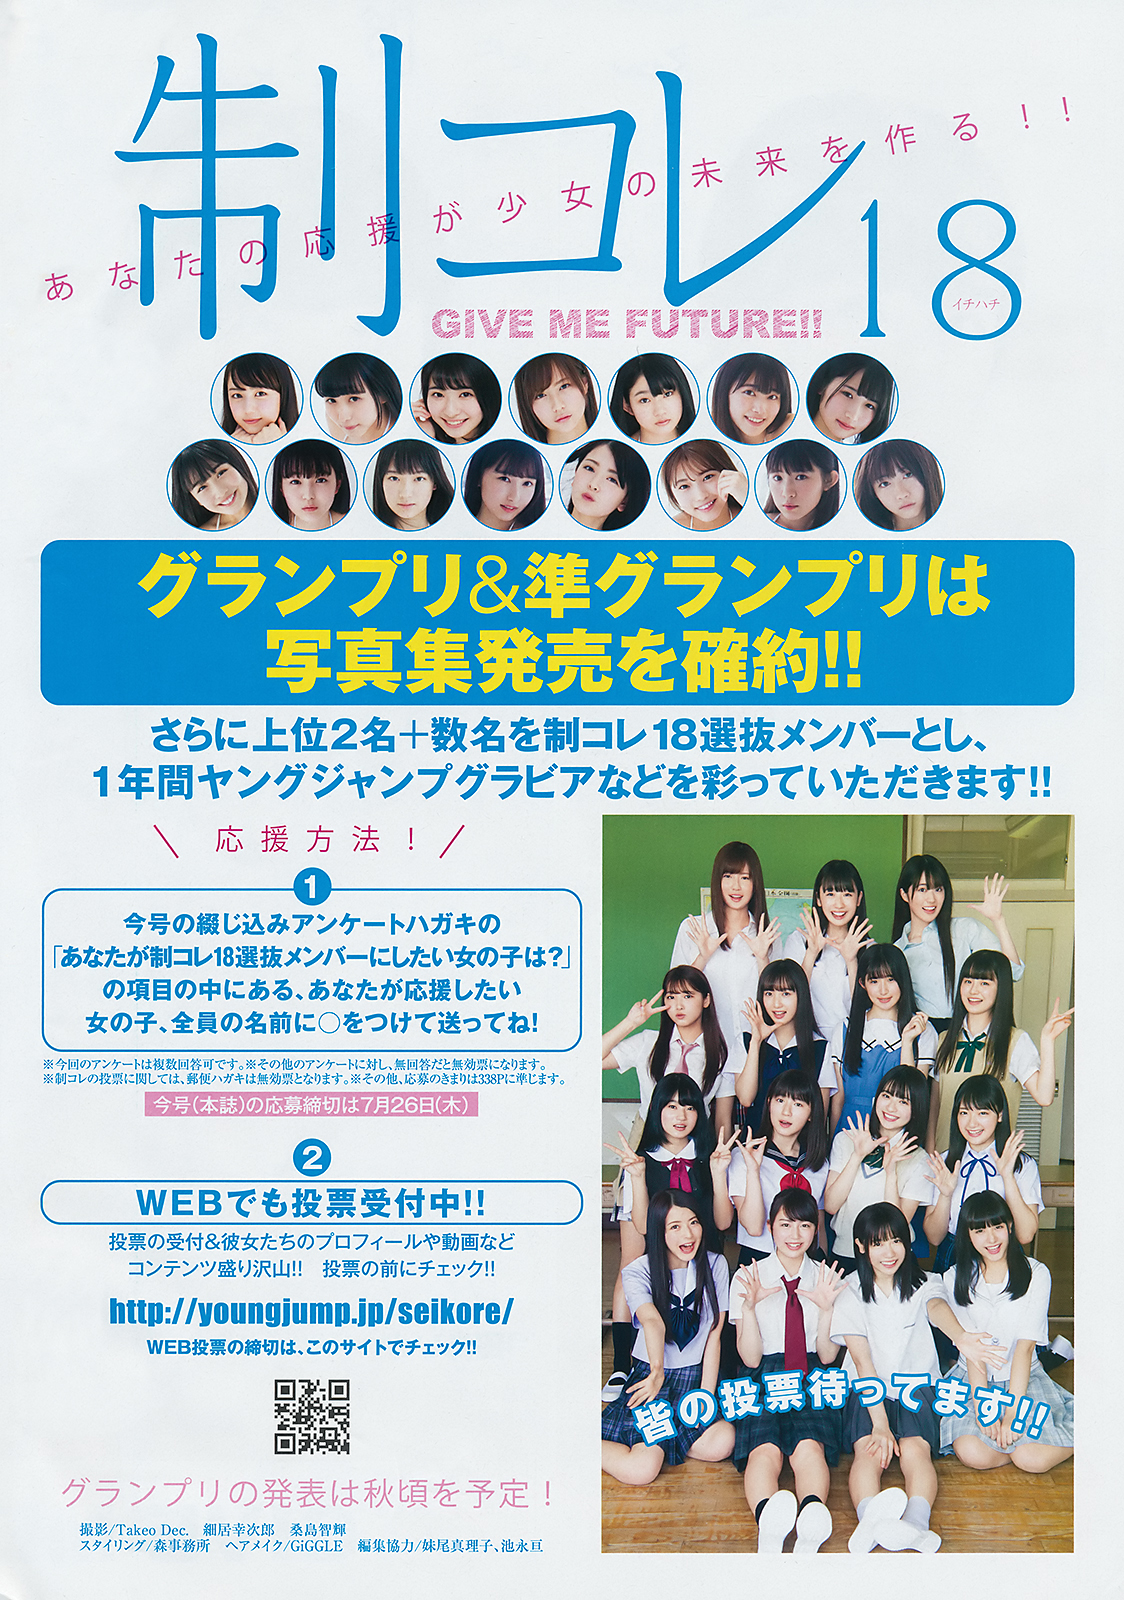 制コレ18
イチハチ
あなたの応援が少女の未来を作る!!
GIVE ME FUTURE!!
グランプリ&準グランプリは
写真集発売を確約!!
さらに上位2名+数名を制コレ18選抜メンバーとし、
1年間ヤングジャンプグラビアなどを彩っていただきます!!
応援方法!
1
今号の綴じ込みアンケートハガキの
「あなたが制コレ18選抜メンバーにしたい女の子は?」
の項目の中にある、あなたが応援したい
女の子、全員の名前に○をつけて送ってね!
※今回のアンケートは複数回答可です。※その他のアンケートに対し、無回答だと無効票になります。
※制コレの投票に関しては、郵便ハガキは無効票となります。※その他、応募のきまりは338Pに準じます。
今号(本誌)の応募締切は7月26日(木)
2
WEBでも投票受付中!!
投票の受付&彼女たちのプロフィールや動画など
コンテンツ盛り沢山!! 投票の前にチェック!!
http://youngjump.jp/seikore/
WEB投票の締切は、このサイトでチェック!!
グランプリの発表は秋頃を予定!
撮影/Takeo Dec. 細居幸次郎 桑島智輝
スタイリング/森事務所 ヘアメイク/GiGGLE 編集協力/妹尾真理子、池永亘
皆の投票待ってます!!